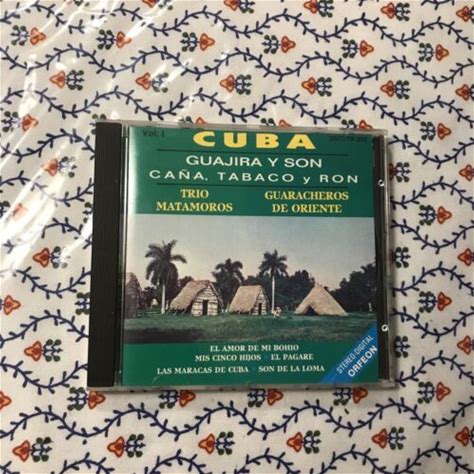 Vol. 1
CUBA
GUAJIRA Y SON
CAÑA, TABACO y RON
TRIO
MATAMOROS
GUARACHEROS
DE ORIENTE
EL AMOR DE MI BOHIO
MIS CINCO HIJOS - EL PAGARE
LAS MARACAS DE CUBA - SON DE LA LOMA
STEREO DIGITAL
ORFEON